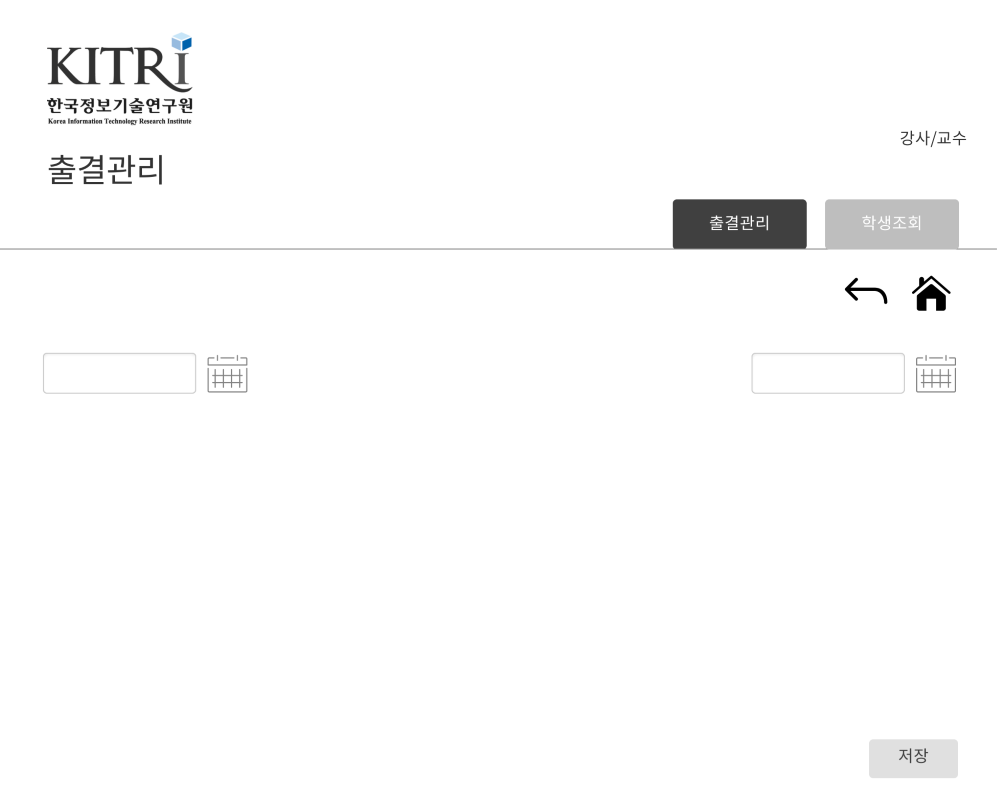 KITRI
한국정보기술연구원
Korea Information Technology Research Institute
강사/교수
출결관리
출결관리 학생조회
저장